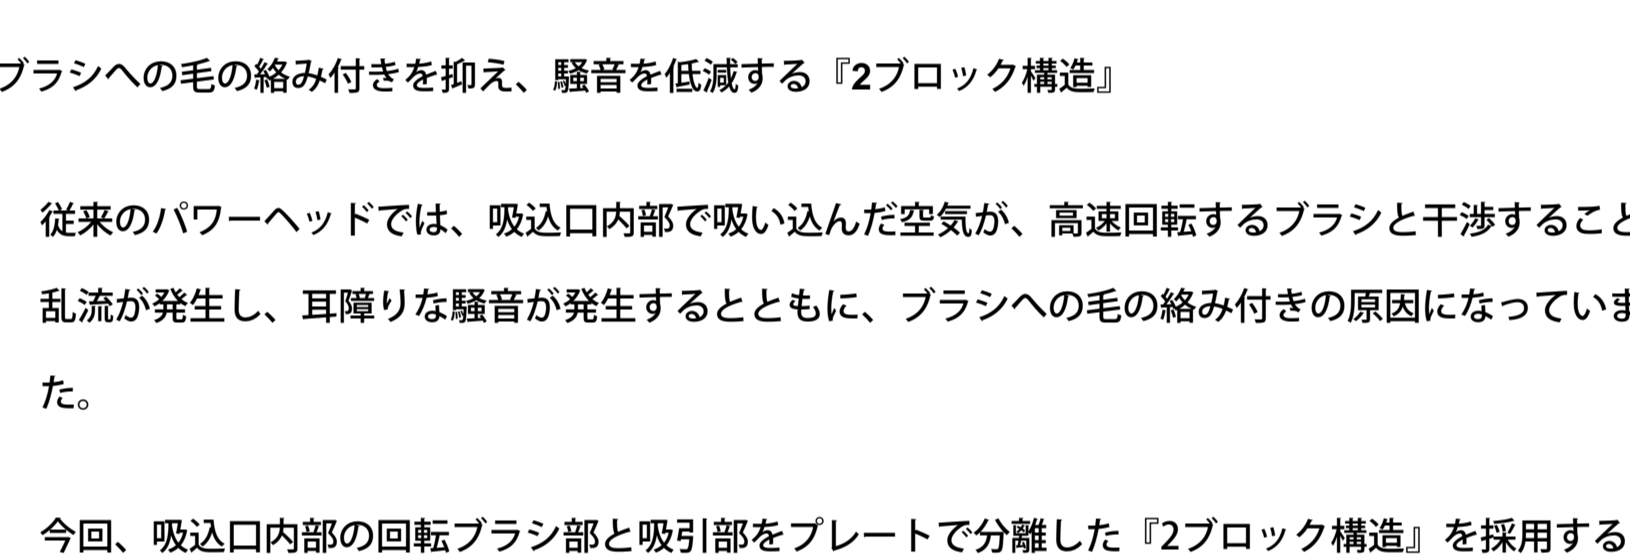 ブラシへの毛の絡み付きを抑え、騒音を低減する『2ブロック構造』
従来のパワーヘッドでは、吸込口内部で吸い込んだ空気が、高速回転するブラシと干渉すること
乱流が発生し、耳障りな騒音が発生するとともに、ブラシへの毛の絡み付きの原因になっていま
た。
今回、吸込口内部の回転ブラシ部と吸引部をプレートで分離した『2ブロック構造』を採用する